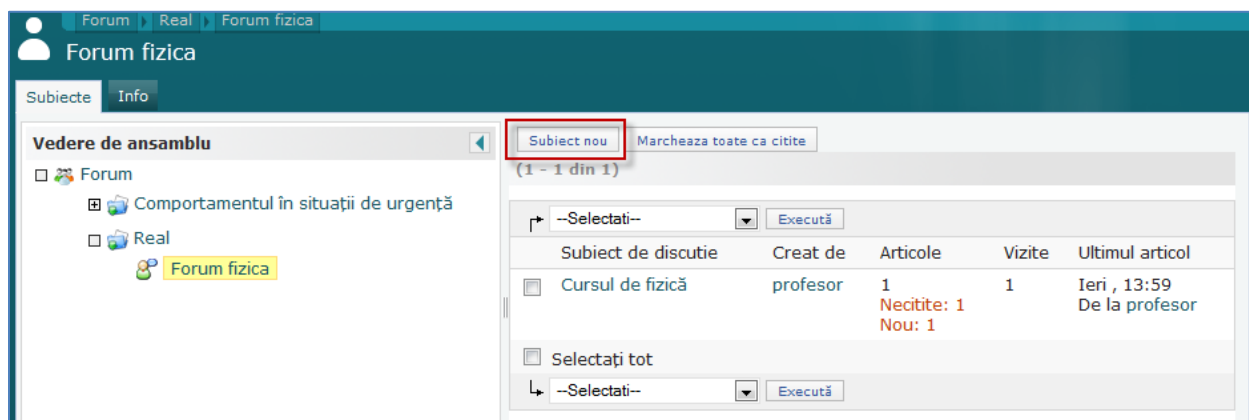 Forum Real Forum fizica
Forum fizica
Subiecte Info
Vedere de ansamblu
Forum
Comportamentul în situații de urgență
Real
Forum fizica
Subiect nou Marcheaza toate ca citite
(1 - 1 din 1)
--Selectati-- Execută
Subiect de discutie Creat de Articole Vizite Ultimul articol
Cursul de fizică profesor 1 1 Ieri , 13:59
Necitite: 1 De la profesor
Nou: 1
Selectați tot
--Selectati-- Execută